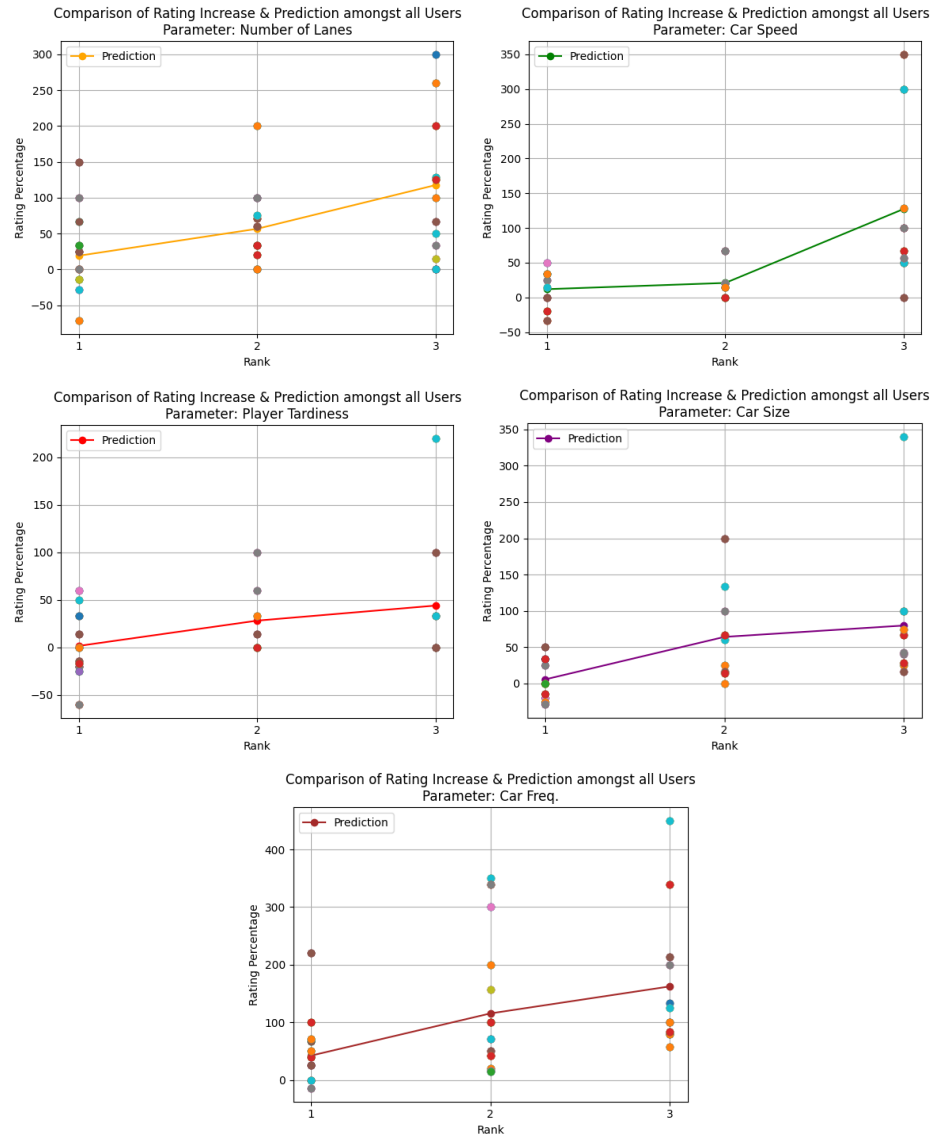 Comparison of Rating Increase & Prediction amongst all Users
Parameter: Number of Lanes
Prediction
300
250
200
150
100
50
0
−50
Rating Percentage
1 2 3
Rank
Comparison of Rating Increase & Prediction amongst all Users
Parameter: Car Speed
Prediction
350
300
250
200
150
100
50
0
−50
Rating Percentage
1 2 3
Rank
Comparison of Rating Increase & Prediction amongst all Users
Parameter: Player Tardiness
Prediction
200
150
100
50
0
−50
Rating Percentage
1 2 3
Rank
Comparison of Rating Increase & Prediction amongst all Users
Parameter: Car Size
Prediction
350
300
250
200
150
100
50
0
Rating Percentage
1 2 3
Rank
Comparison of Rating Increase & Prediction amongst all Users
Parameter: Car Freq.
Prediction
400
300
200
100
0
Rating Percentage
1 2 3
Rank